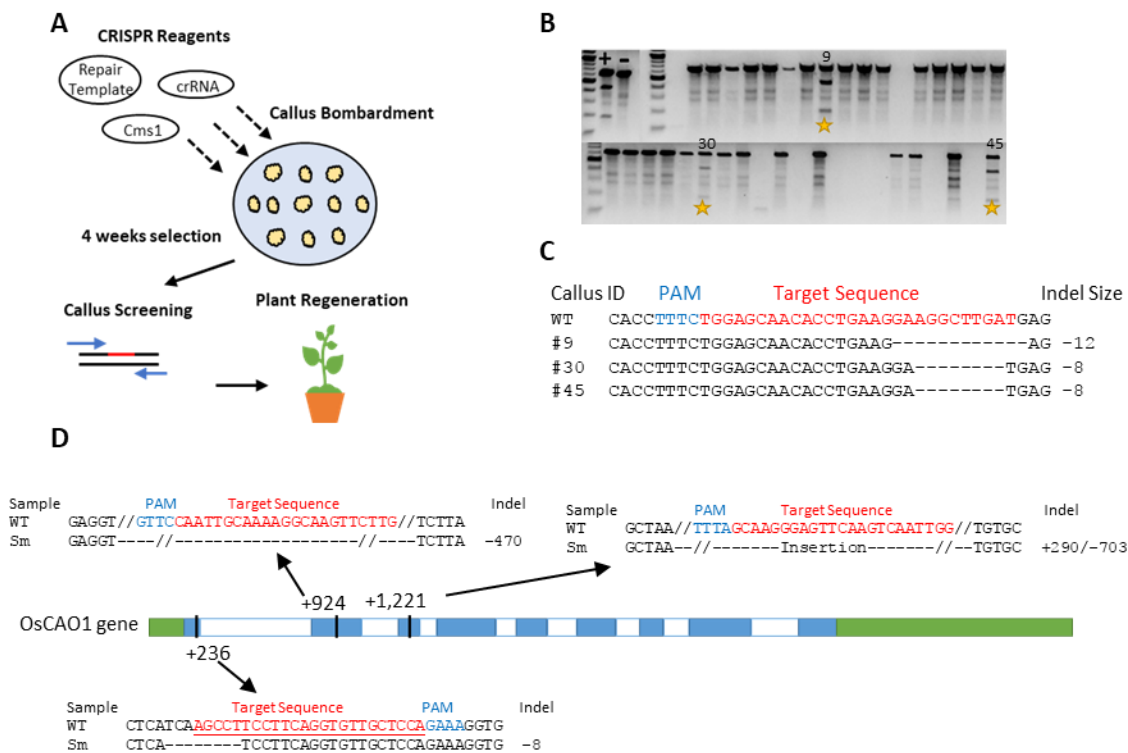 A
CRISPR Reagents
Repair
Template
crRNA
Cms1
Callus Bombardment
4 weeks selection
Callus Screening
Plant Regeneration
B
+ -
9
30
45
C
Callus ID PAM Target Sequence Indel Size
WT CACCTTTCTGGAGCAACACCTGAAGGAAGGCTTGATGAG
#9 CACCTTTCTGGAGCAACACCTGAAG------------AG -12
#30 CACCTTTCTGGAGCAACACCTGAAGGA--------TGAG -8
#45 CACCTTTCTGGAGCAACACCTGAAGGA--------TGAG -8
D
Sample PAM Target Sequence Indel
WT GAGGT//GTTCCAATTGCAAAAGGCAAGTTCTTG//TCTTA
Sm GAGGT----//---------------------//----TCTTA -470
Sample PAM Target Sequence Indel
WT GCTAA//TTTAGCAAGGGAGTTCAAGTCAATTGG//TGTGC
Sm GCTAA--//-------Insertion-------//--TGTGC +290/-703
+924
+1,221
OsCAO1 gene
+236
Sample Target Sequence PAM Indel
WT CTCATCAAGCCTTCCTTCAGGTGTTGCTCCAGAAAGGTG
Sm CTCA--------TCCTTCAGGTGTTGCTCCAGAAAGGTG -8